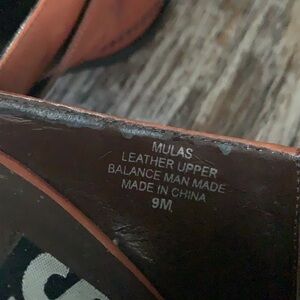 MULAS
LEATHER UPPER
BALANCE MAN MADE
MADE IN CHINA
9M